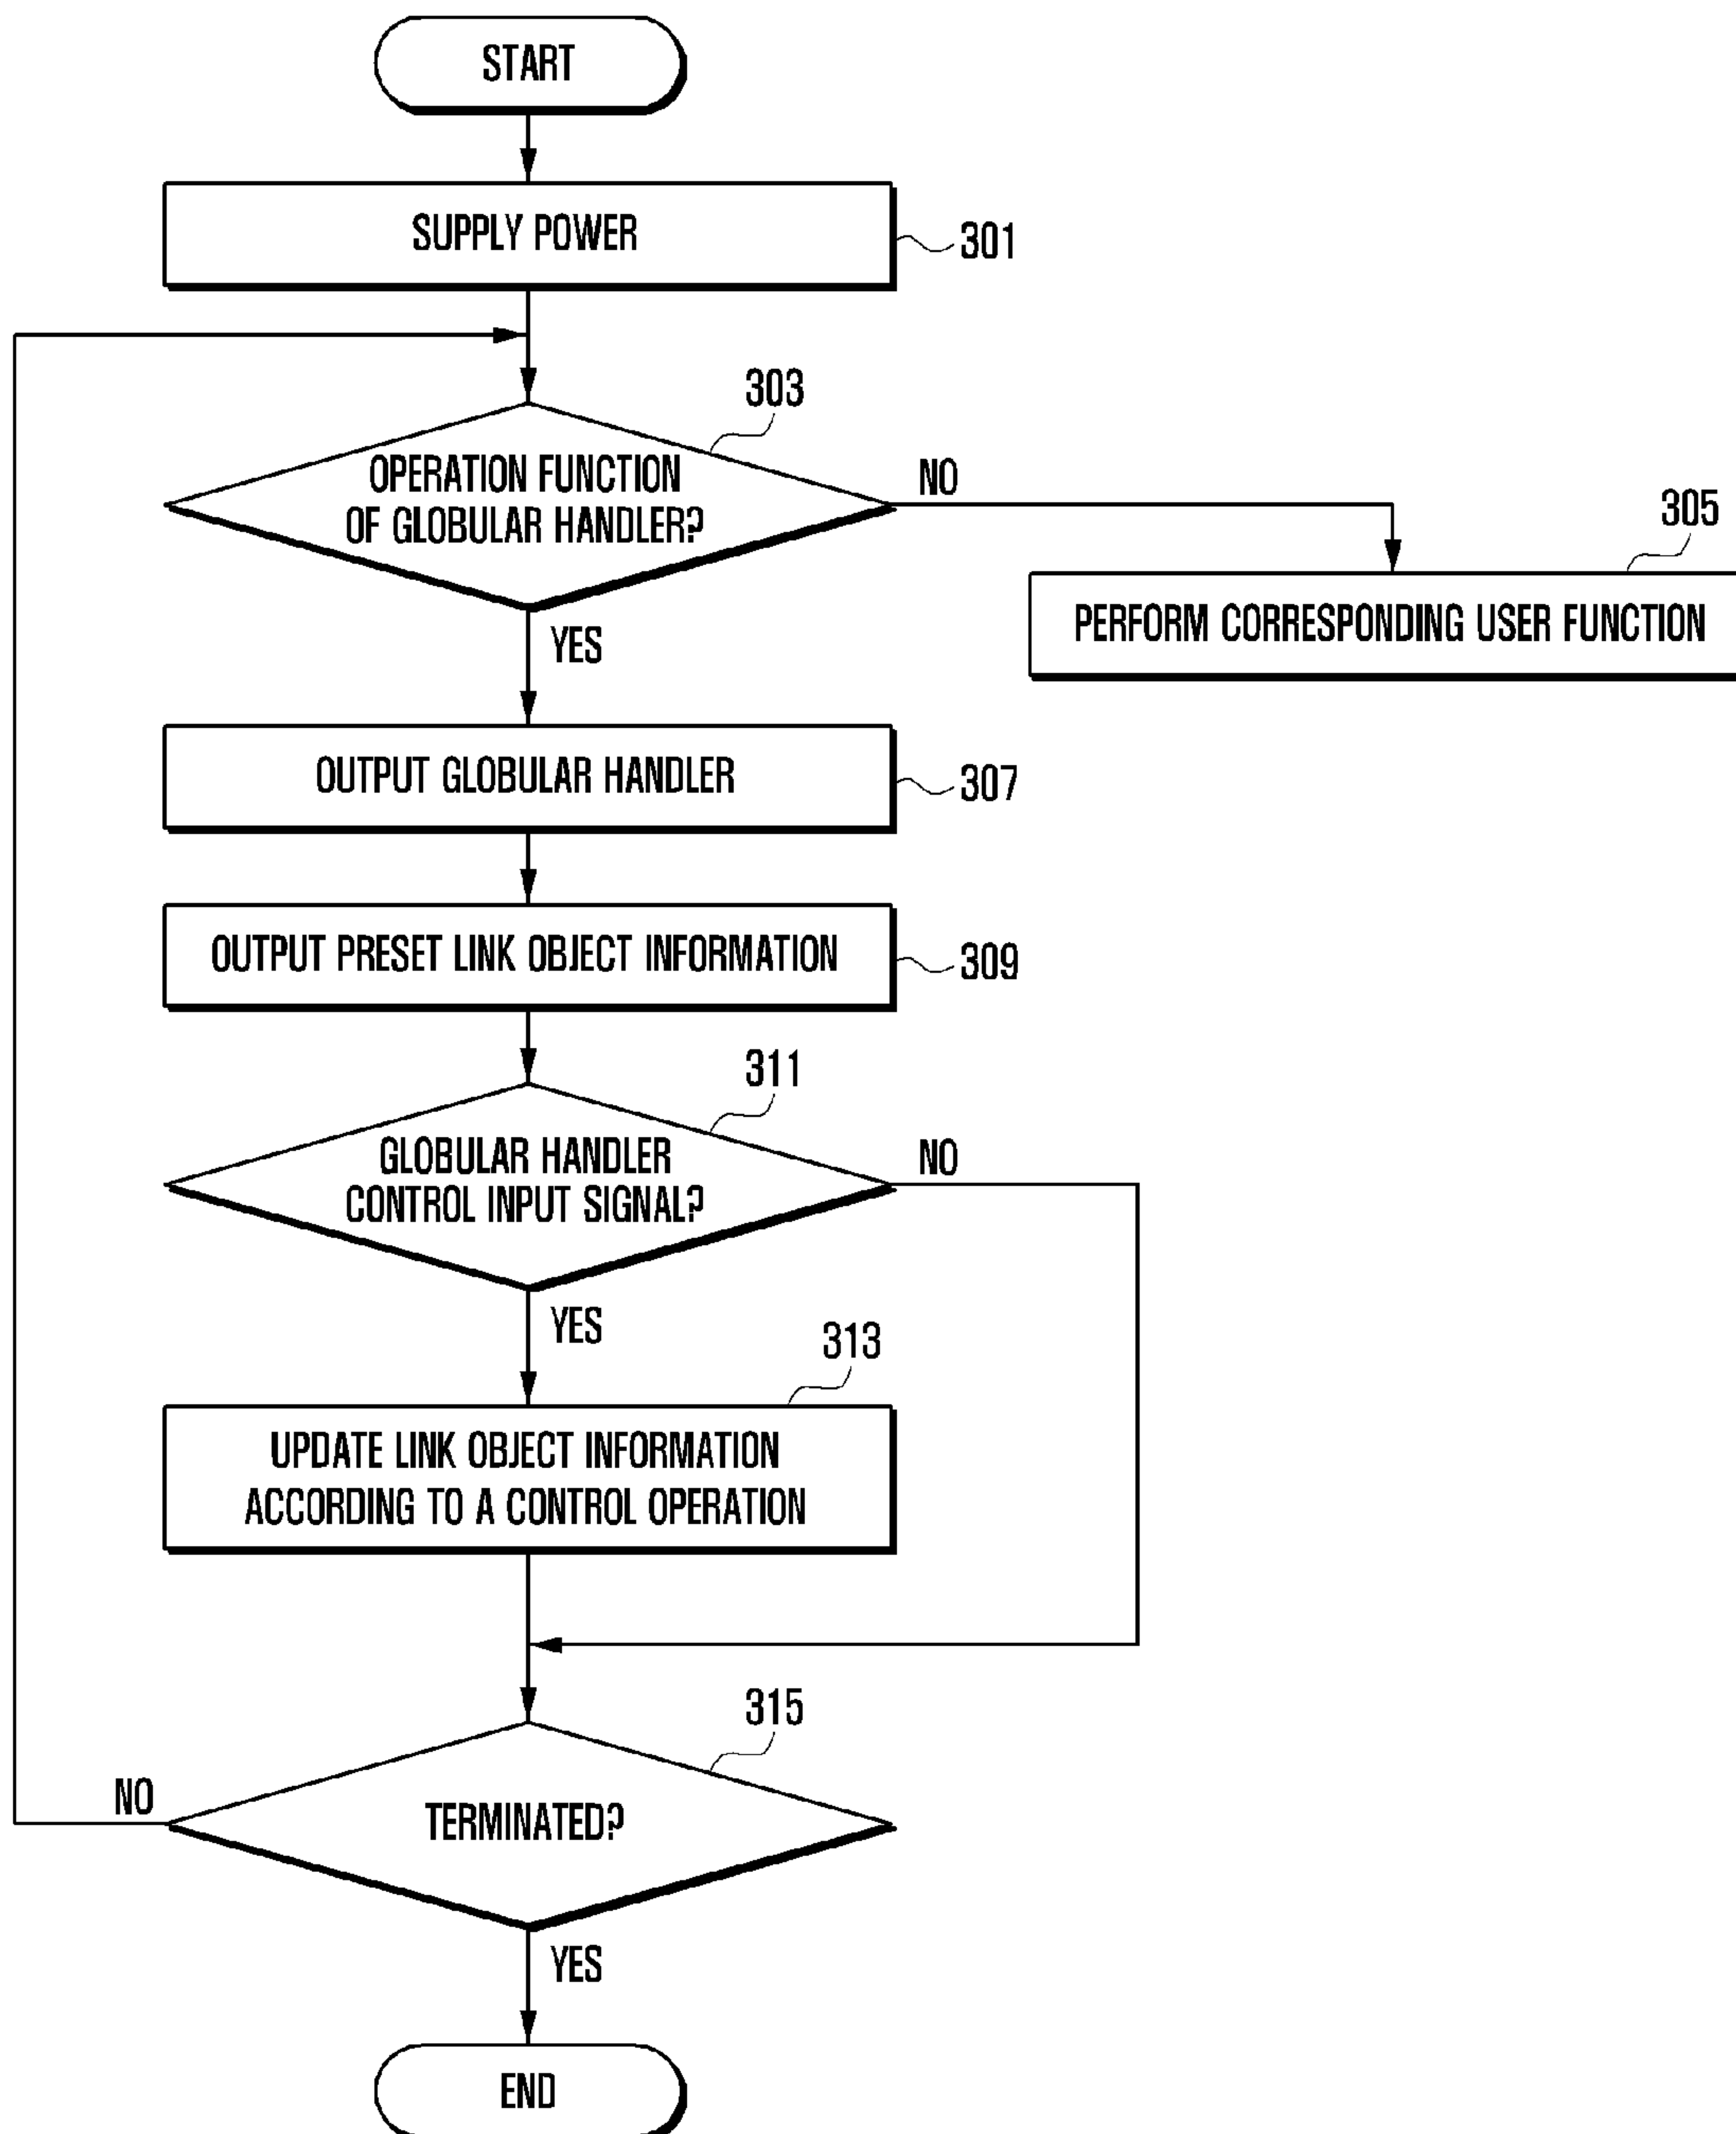 START
SUPPLY POWER
301
303
OPERATION FUNCTION
OF GLOBULAR HANDLER?
NO
305
PERFORM CORRESPONDING USER FUNCTION
YES
OUTPUT GLOBULAR HANDLER
307
OUTPUT PRESET LINK OBJECT INFORMATION
309
311
GLOBULAR HANDLER
CONTROL INPUT SIGNAL?
NO
YES
313
UPDATE LINK OBJECT INFORMATION
ACCORDING TO A CONTROL OPERATION
315
NO
TERMINATED?
YES
END